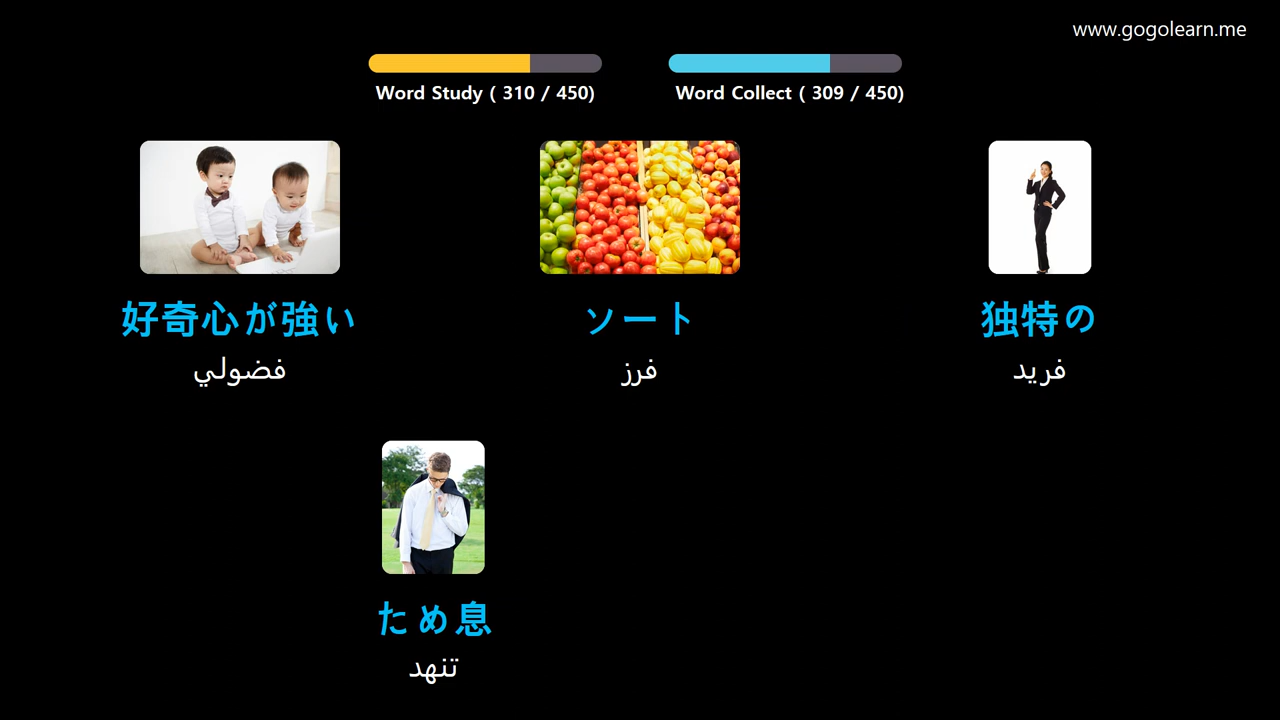 www.gogolearn.me
Word Study ( 310 / 450)
Word Collect ( 309 / 450)
好奇心が強い
فضولي
ソート
فرز
独特の
فريد
ため息
تنهد